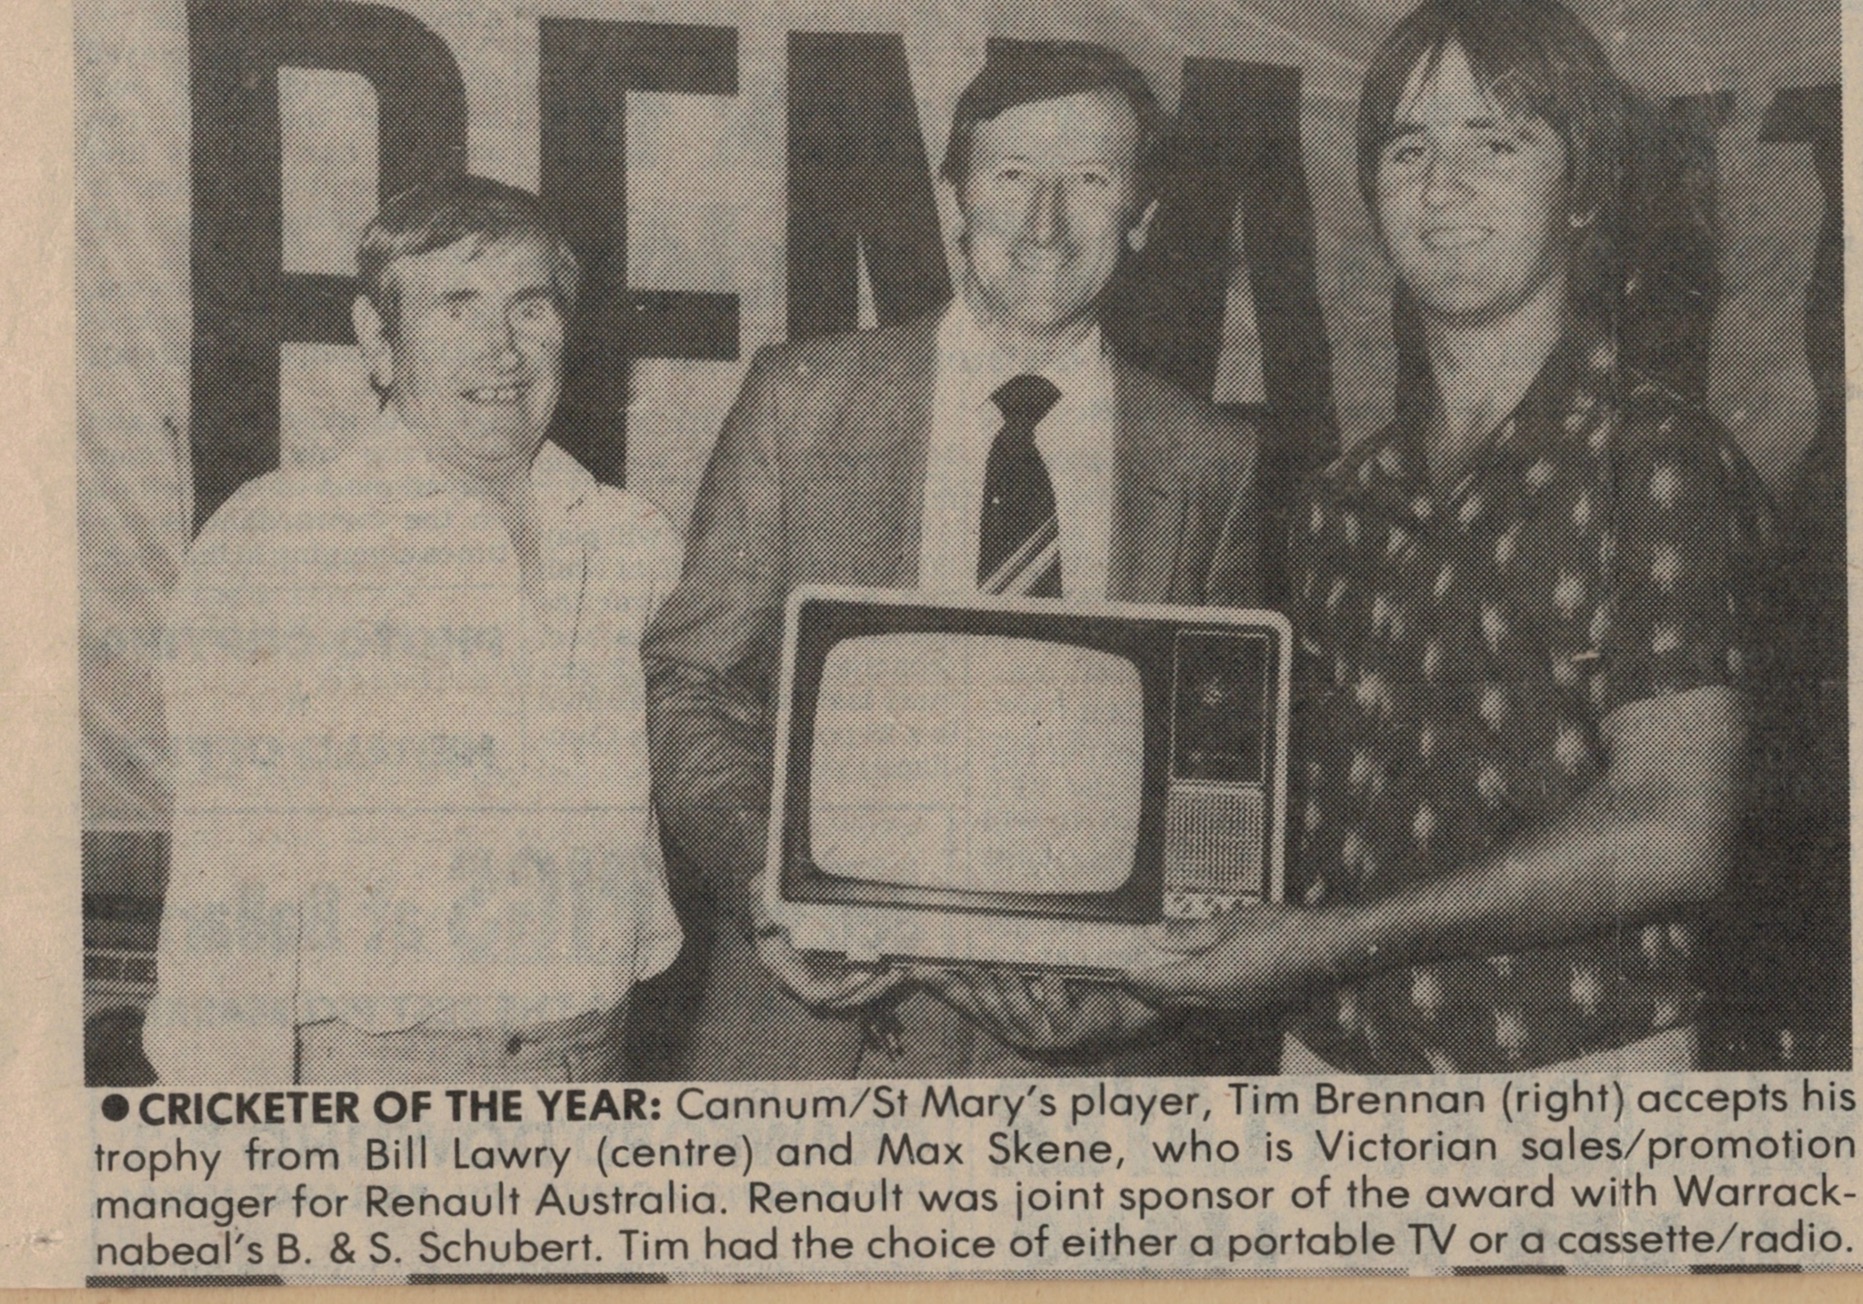 RENA
● CRICKETER OF THE YEAR: Cannum/St Mary's player, Tim Brennan (right) accepts his
trophy from Bill Lawry (centre) and Max Skene, who is Victorian sales/promotion
manager for Renault Australia. Renault was joint sponsor of the award with Warrack-
nabeal's B. & S. Schubert. Tim had the choice of either a portable TV or a cassette/radio.